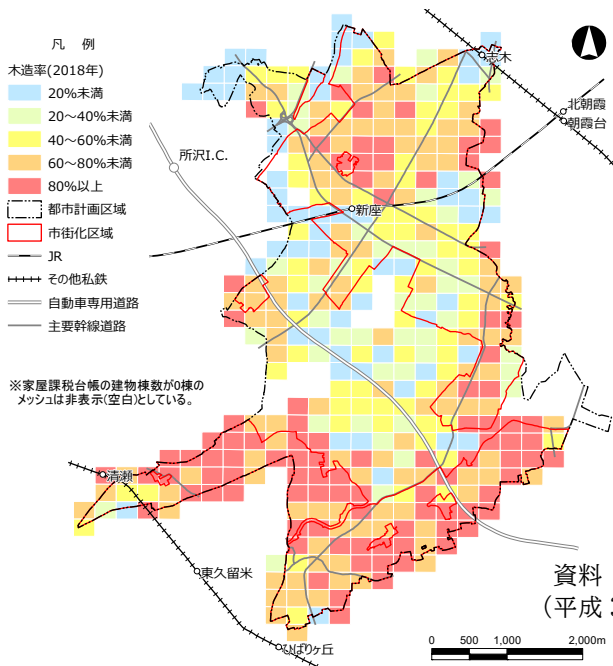 凡　例
木造率(2018年)
20%未満
20～40%未満
40～60%未満
60～80%未満
80%以上
都市計画区域
市街化区域
JR
その他私鉄
自動車専用道路
主要幹線道路
※家屋課税台帳の建物棟数が0棟の
メッシュは非表示(空白)としている。
志木
北朝霞
朝霞台
所沢I.C.
新座
清瀬
東久留米
ひばりヶ丘
資料
(平成3
0 500 1,000 2,000m